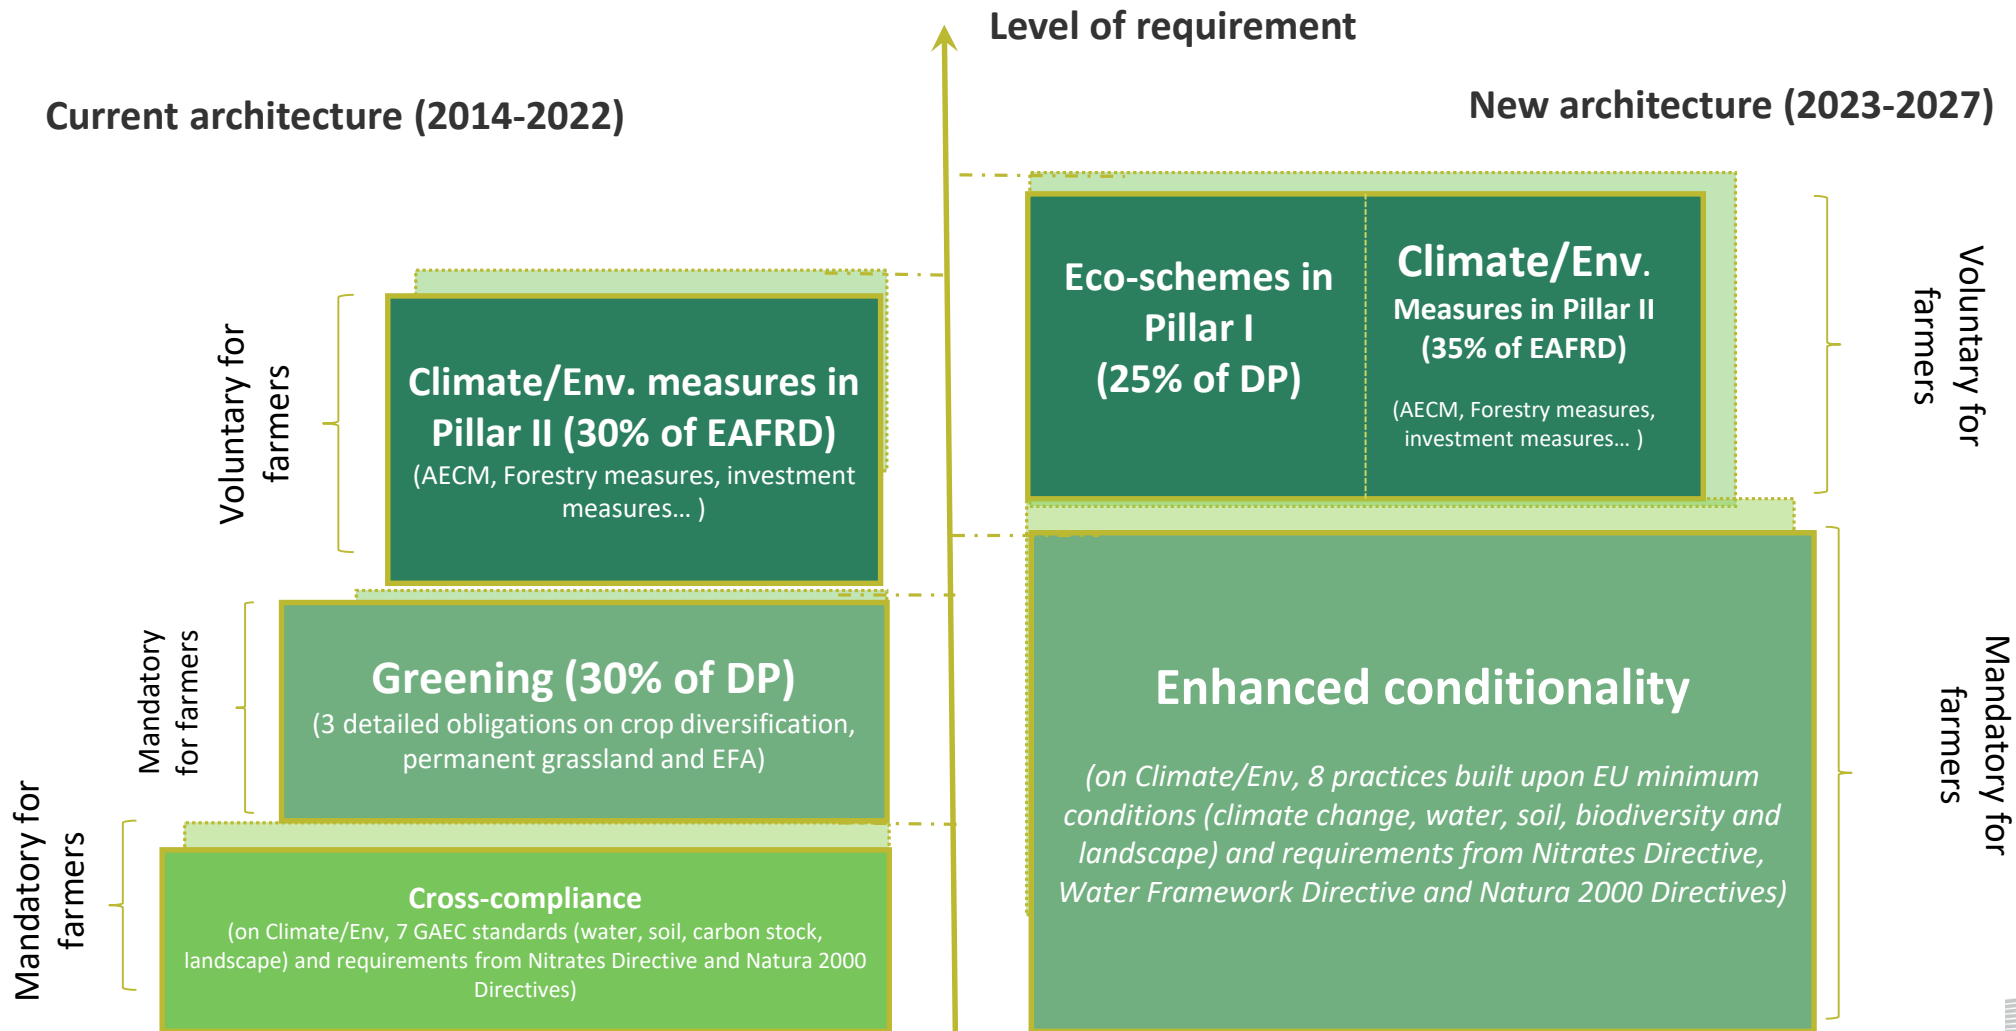 Level of requirement
Current architecture (2014-2022)
New architecture (2023-2027)
Voluntary for
farmers
Climate/Env. measures in
Pillar II (30% of EAFRD)
(AECM, Forestry measures, investment
measures... )
Mandatory
for farmers
Greening (30% of DP)
(3 detailed obligations on crop diversification,
permanent grassland and EFA)
Mandatory for
farmers
Cross-compliance
(on Climate/Env, 7 GAEC standards (water, soil, carbon stock,
landscape) and requirements from Nitrates Directive and Natura 2000
Directives)
Eco-schemes in
Pillar I
(25% of DP)
Climate/Env.
Measures in Pillar II
(35% of EAFRD)
(AECM, Forestry measures,
investment measures... )
Voluntary for
farmers
Enhanced conditionality
(on Climate/Env, 8 practices built upon EU minimum
conditions (climate change, water, soil, biodiversity and
landscape) and requirements from Nitrates Directive,
Water Framework Directive and Natura 2000 Directives)
Mandatory for
farmers